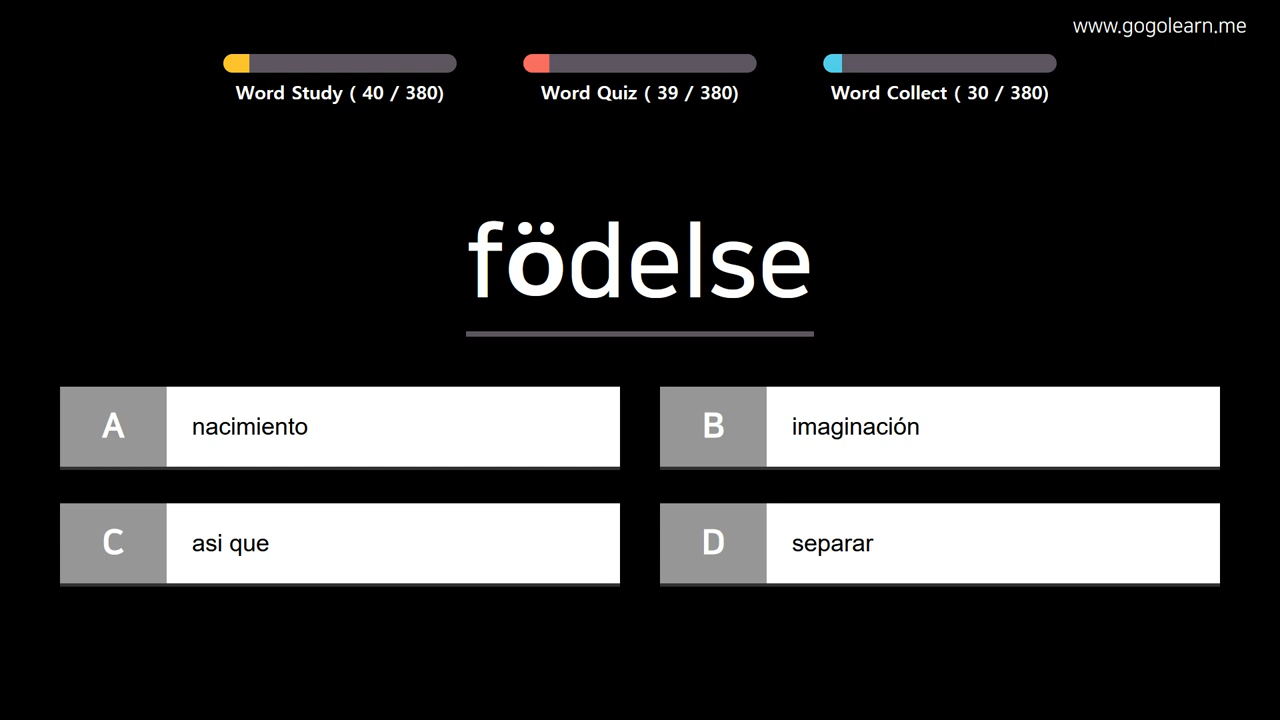 www.gogolearn.me
Word Study ( 40 / 380)
Word Quiz ( 39 / 380)
Word Collect ( 30 / 380)
födelse
A nacimiento
B imaginación
C asi que
D separar